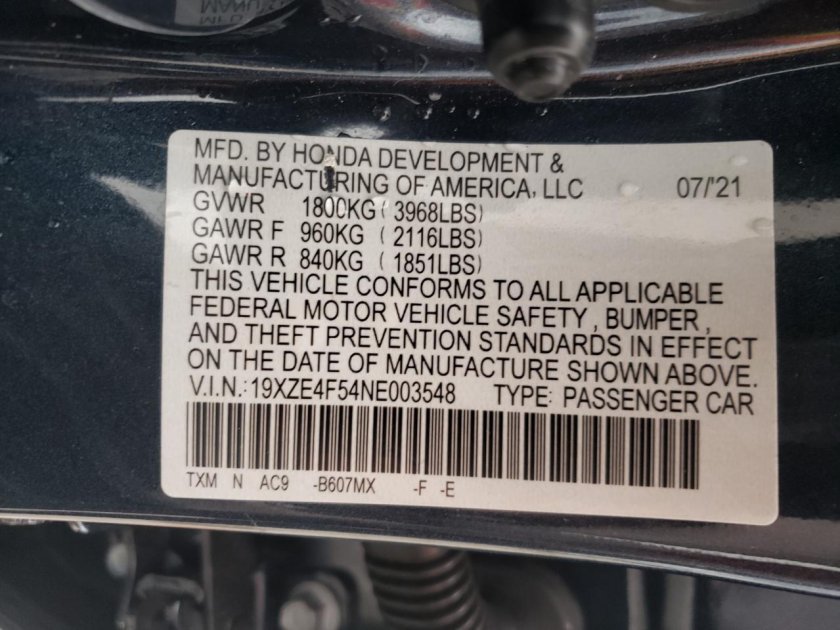 MFD. BY HONDA DEVELOPMENT &
MANUFACTURING OF AMERICA, LLC 07/'21
GVWR 1800KG ( 3968LBS)
GAWR F 960KG ( 2116LBS)
GAWR R 840KG ( 1851LBS)
THIS VEHICLE CONFORMS TO ALL APPLICABLE
FEDERAL MOTOR VEHICLE SAFETY , BUMPER ,
AND THEFT PREVENTION STANDARDS IN EFFECT
ON THE DATE OF MANUFACTURE SHOWN ABOVE.
V.I.N.: 19XZE4F54NE003548 TYPE: PASSENGER CAR
TXM N AC9 -B607MX -F -E